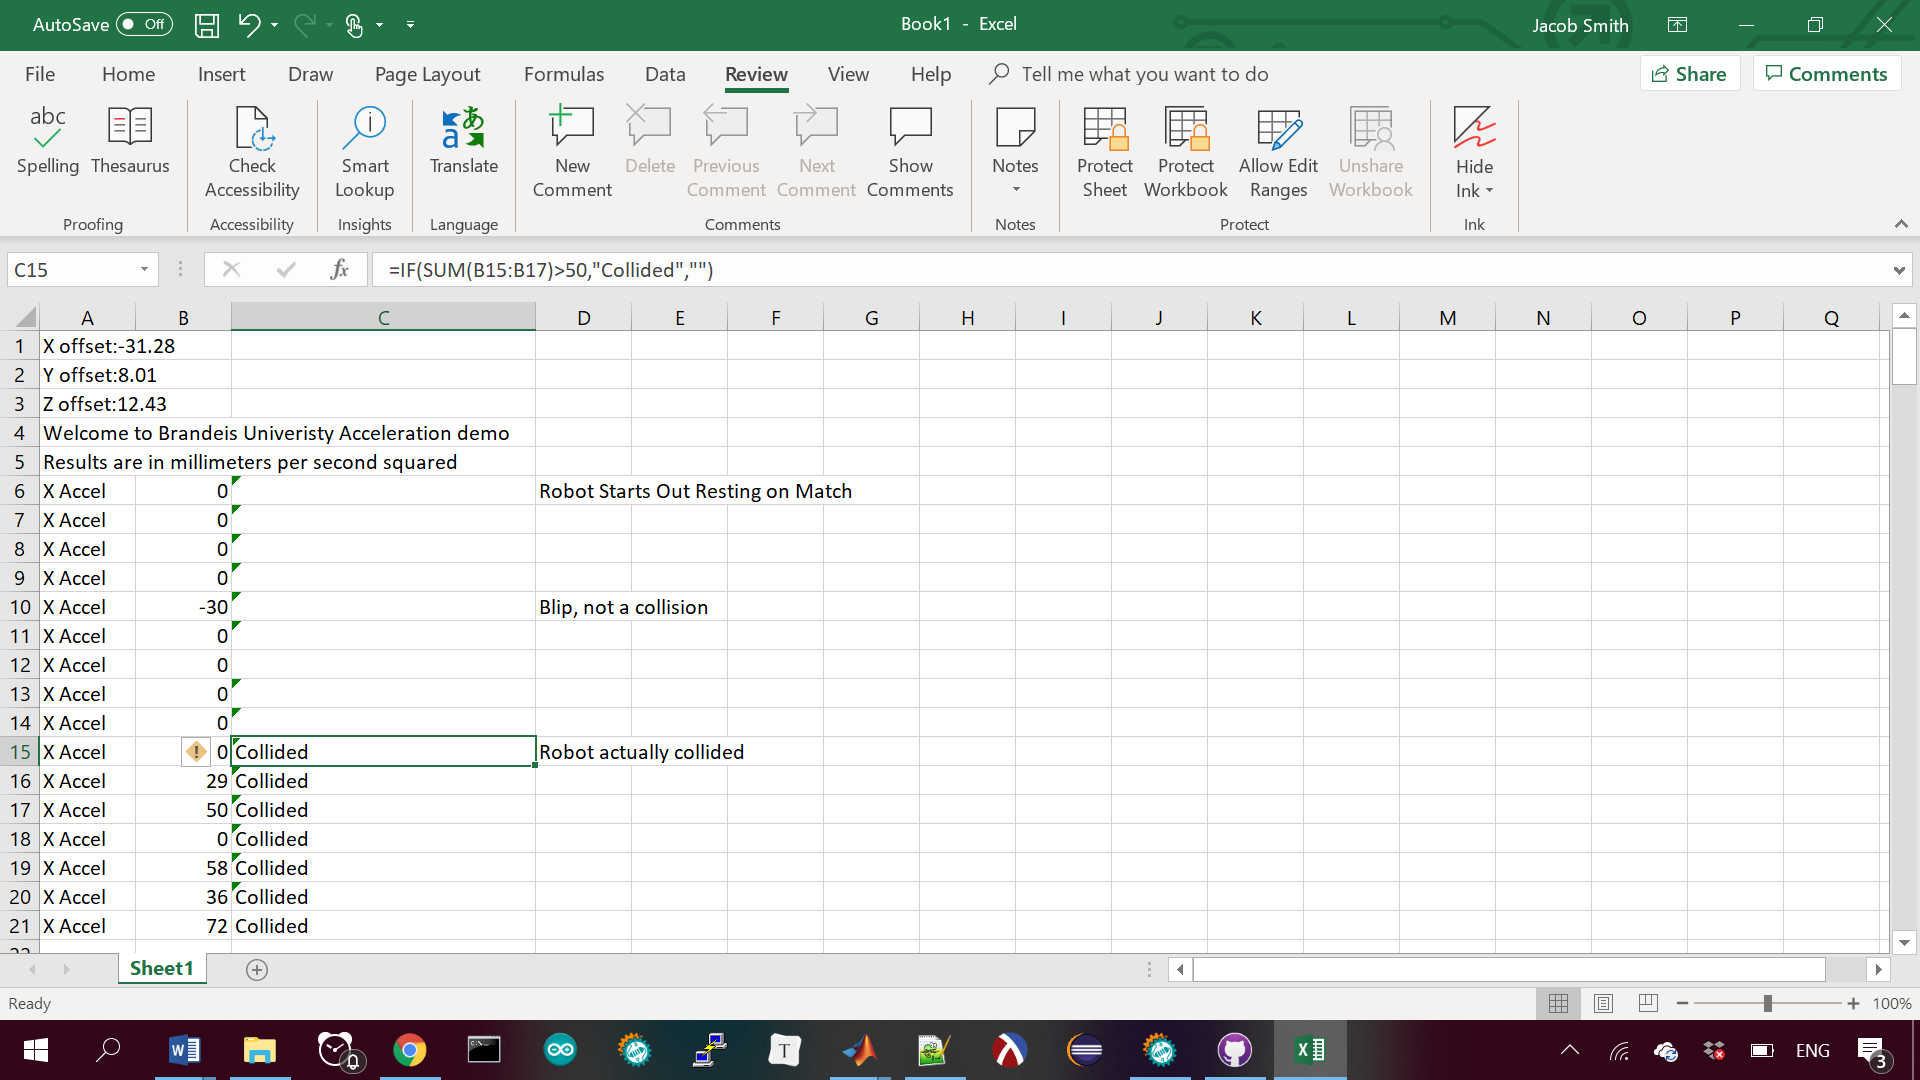 AutoSave Off Book1 - Excel Jacob Smith
File Home Insert Draw Page Layout Formulas Data Review View Help Tell me what you want to do Share Comments
abc
Spelling Thesaurus Check Accessibility Smart Lookup Translate New Comment Delete Previous Comment Next Comment Show Comments Notes Protect Sheet Protect Workbook Allow Edit Ranges Unshare Workbook Hide Ink
Proofing Accessibility Insights Language Comments Notes Protect Ink
C15 fx =IF(SUM(B15:B17)>50,"Collided","")
A B C D E F G H I J K L M N O P Q
1 X offset:-31.28
2 Y offset:8.01
3 Z offset:12.43
4 Welcome to Brandeis Univeristy Acceleration demo
5 Results are in millimeters per second squared
6 X Accel 0 Robot Starts Out Resting on Match
7 X Accel 0
8 X Accel 0
9 X Accel 0
10 X Accel -30 Blip, not a collision
11 X Accel 0
12 X Accel 0
13 X Accel 0
14 X Accel 0
15 X Accel 0 Collided Robot actually collided
16 X Accel 29 Collided
17 X Accel 50 Collided
18 X Accel 0 Collided
19 X Accel 58 Collided
20 X Accel 36 Collided
21 X Accel 72 Collided
Sheet1
Ready 100%
ENG 3